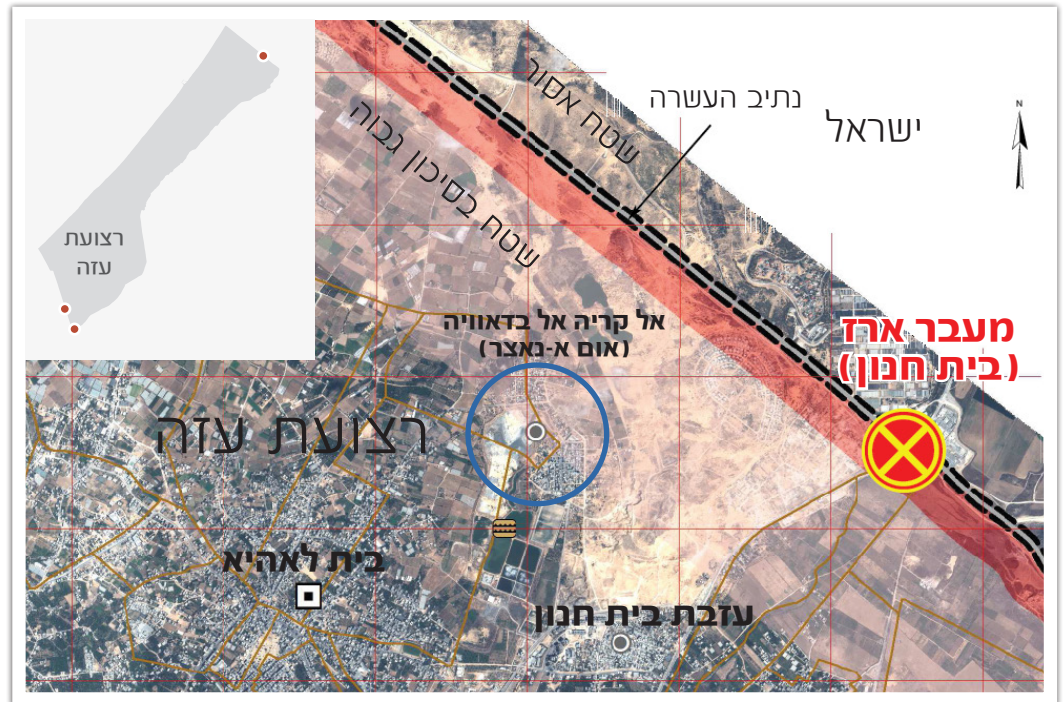 רצועת
עזה
שטח אסור
שטח בסיכון גבוה
נתיב העשרה
ישראל
N
אל קריה אל בדאוויה
(אום א-נאצר)
מעבר ארז
(בית חנון)
רצועת עזה
בית לאהיא
עזבת בית חנון